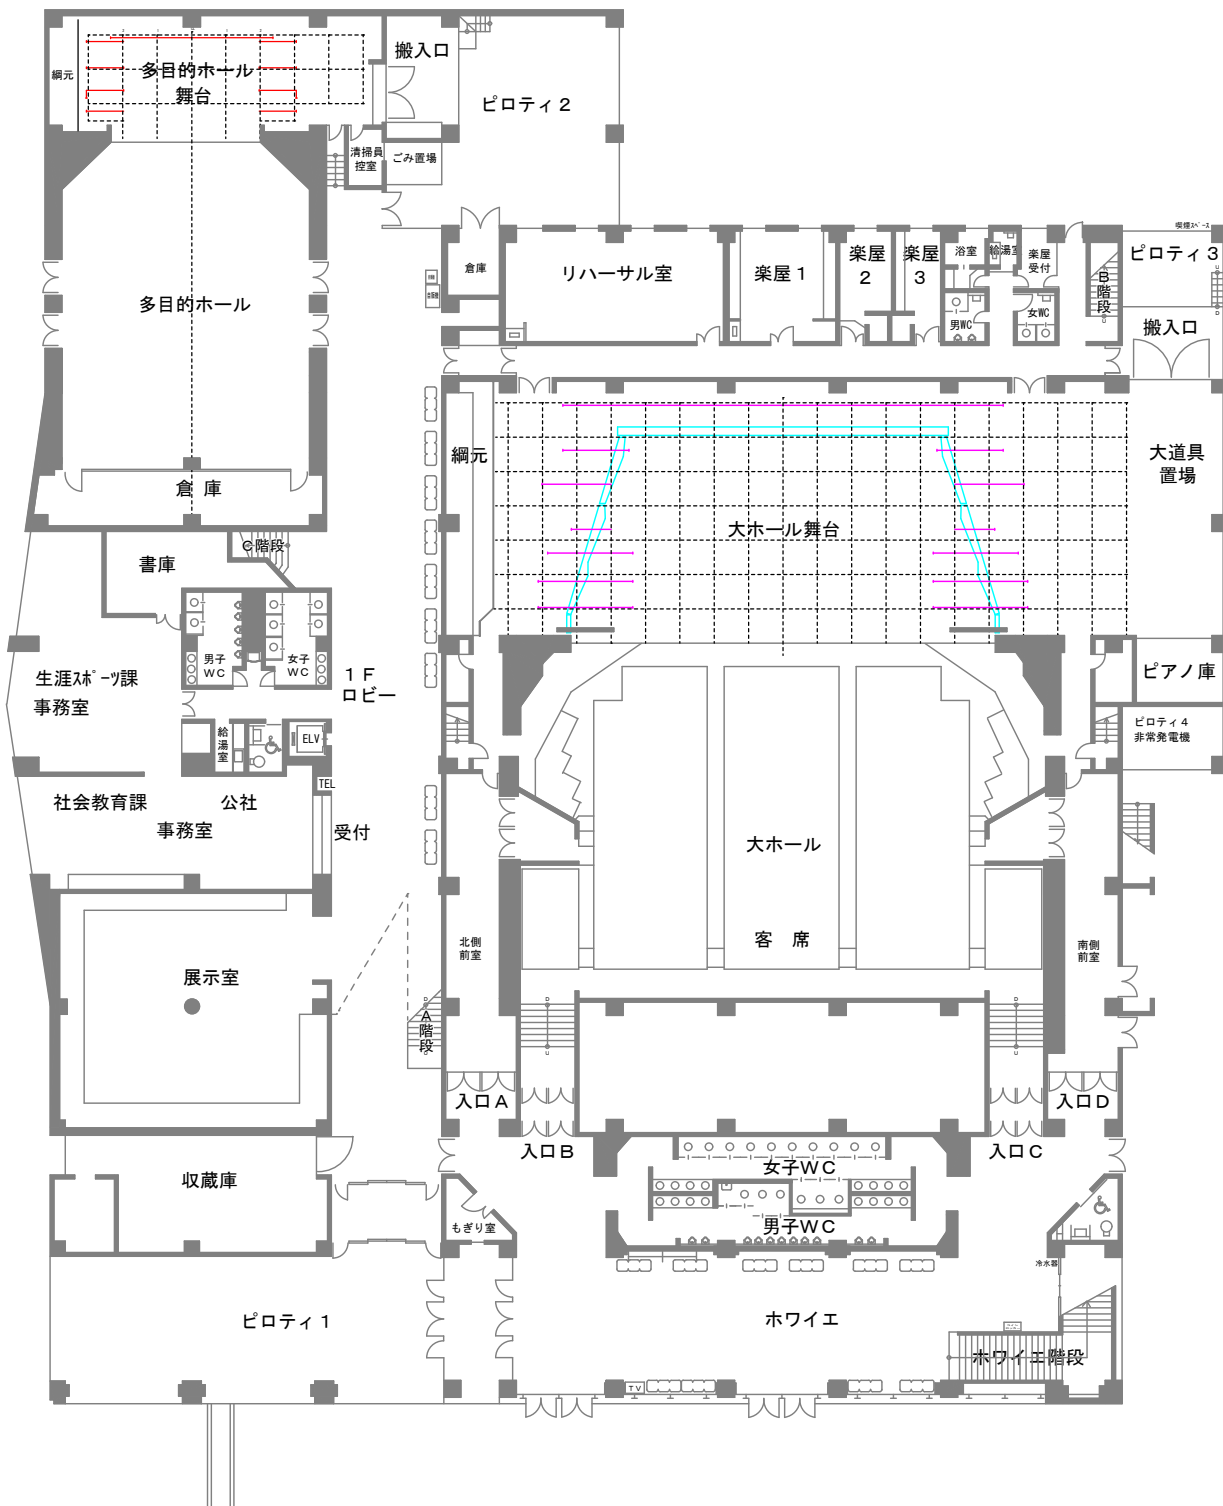 綱元
多目的ホール
舞台
搬入口
ピロティ2
清掃員
控室
ごみ置場
喫煙スペース
倉庫
リハーサル室
楽屋1
楽屋
2
楽屋
3
浴室
給湯室
楽屋
受付
B階段
ピロティ3
男WC
女WC
搬入口
多目的ホール
綱元
大道具
置場
倉 庫
大ホール舞台
C階段
書庫
男子
WC
女子
WC
1F
ロビー
生涯スポーツ課
事務室
ピアノ庫
給湯室
ELV
ピロティ4
非常発電機
TEL
社会教育課
公社
事務室
受付
大ホール
客 席
北側
前室
南側
前室
展示室
A階段
入口A
入口D
入口B
入口C
女子WC
収蔵庫
もぎり室
男子WC
冷水器
ピロティ1
ホワイエ
ホワイエ階段
TV